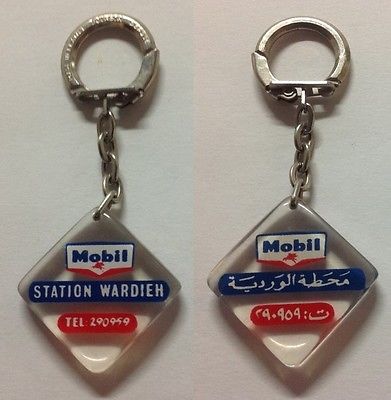 Mobil
STATION WARDIEH
TEL: 290959
Mobil
محطة الوردية
ت: ٢٩٠٩٥٩